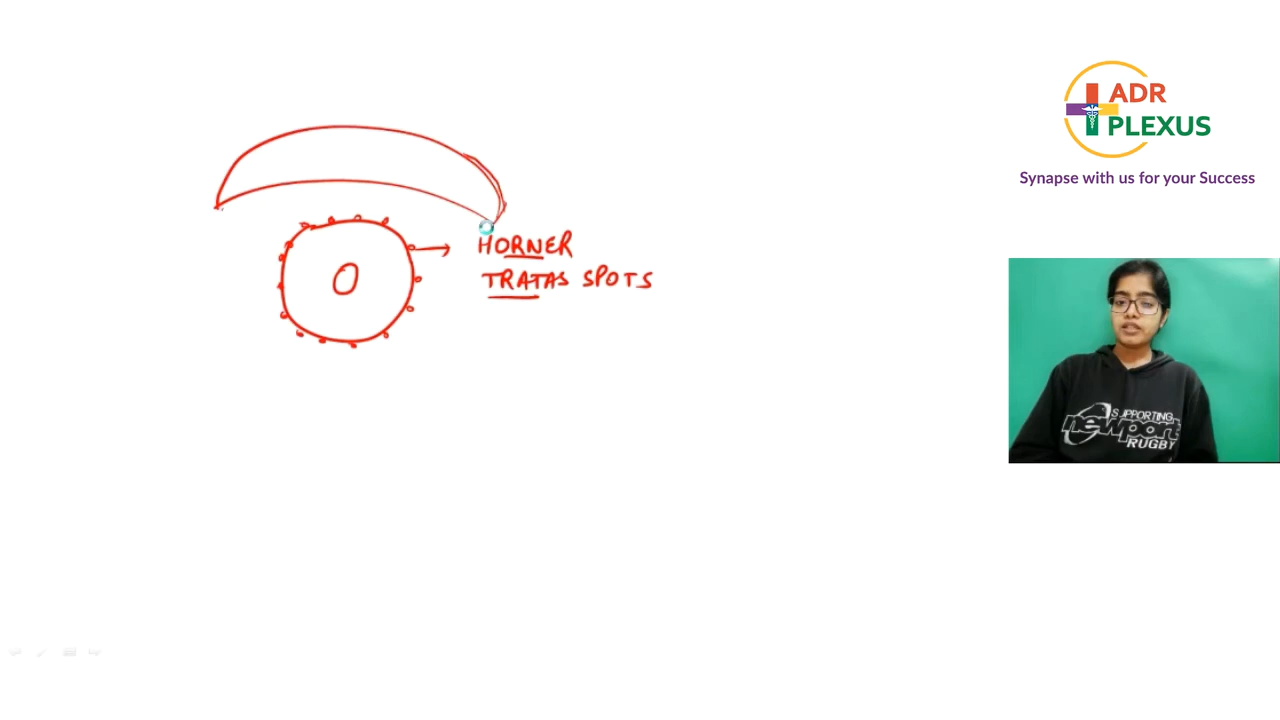 ADR
PLEXUS
Synapse with us for your Success
HORNER
TRATAS SPOTS
SUPPORTING
newport
RUGBY